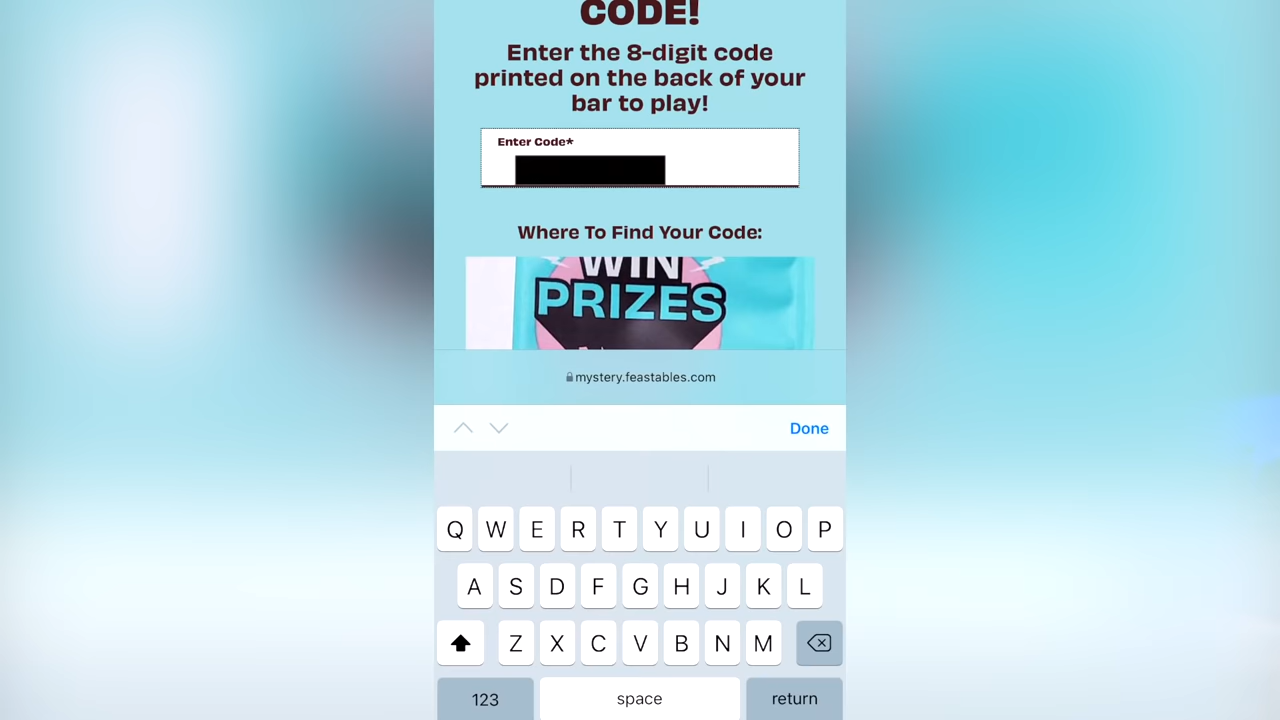 CODE!
Enter the 8-digit code
printed on the back of your
bar to play!
Enter Code*
Where To Find Your Code:
WIN
PRIZES
mystery.feastables.com
Done
Q W E R T Y U I O P
A S D F G H J K L
Z X C V B N M
123 space return